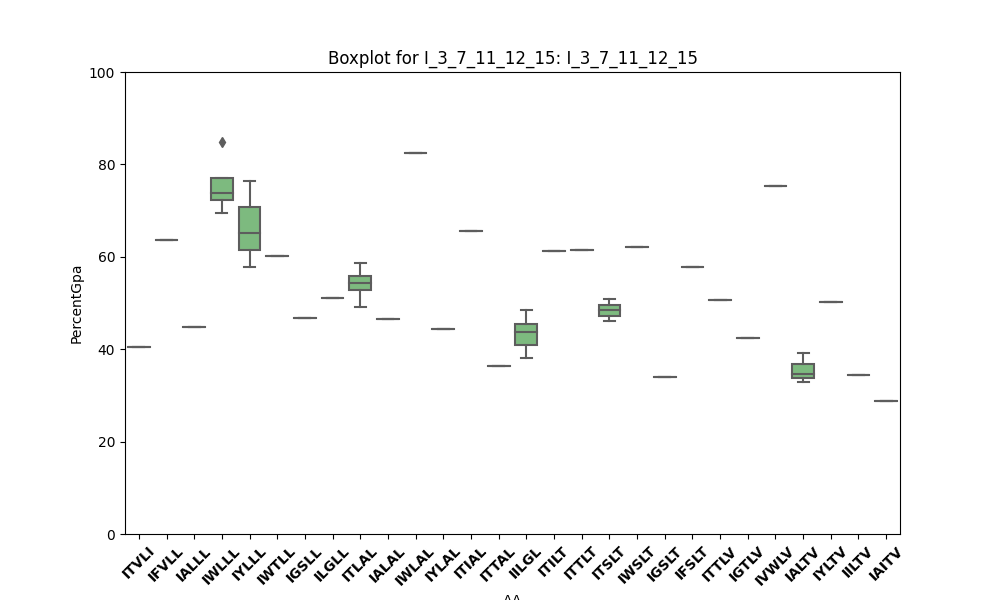 Boxplot for I_3_7_11_12_15: I_3_7_11_12_15
PercentGpa
100
80
60
40
20
0
ITVLI IFVLL IALLL IWLLL IYLLL IWTLL IGSLL ILGLL ITLAL IALAL IWLAL IYLAL ITIAL ITTAL IILGL ITILT ITTLT ITSLT IWSLT IGSLT IFSLT ITTLV IGTLV IVWLV IALTV IYLTV IILTV IAITV
AA